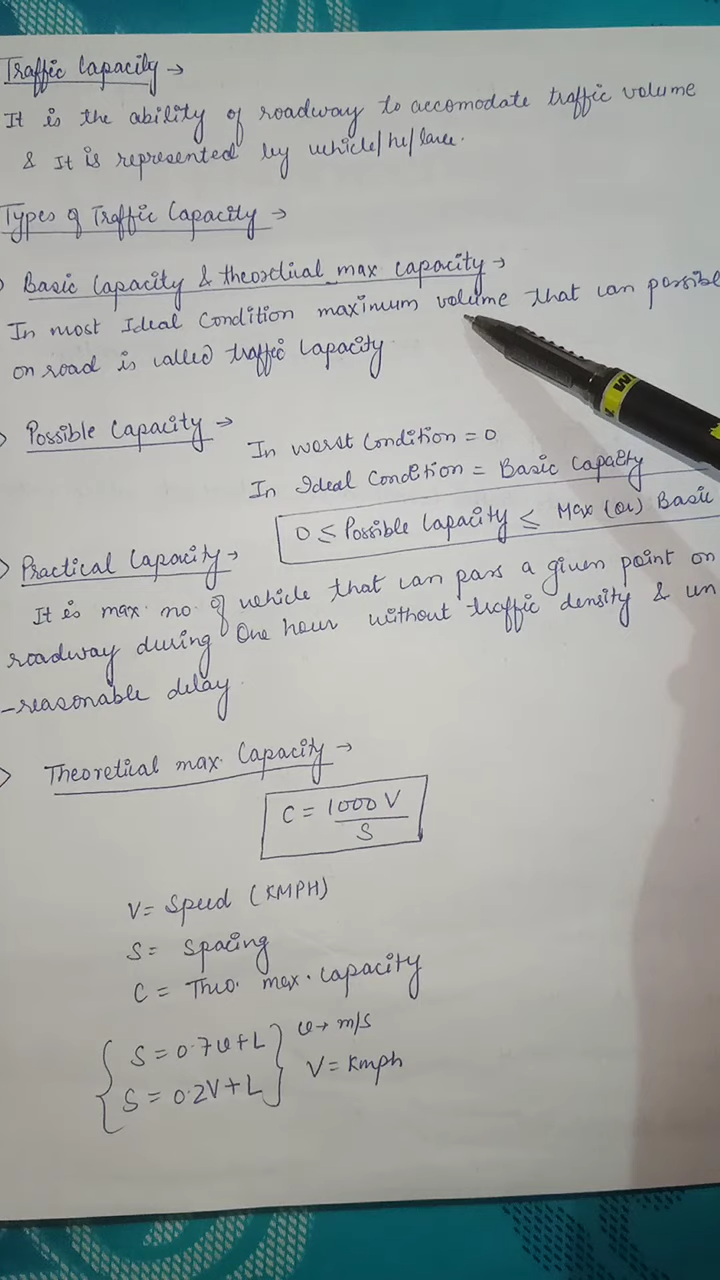 Traffic Capacity →
It is the ability of roadway to accomodate traffic volume
& It is represented by vehicle/hr/lane.
Types of Traffic Capacity →
Basic Capacity & theoretical max capacity →
In most Ideal Condition maximum volume that can possible
on road is called traffic capacity.
Possible Capacity →
In worst Condition = 0
In Ideal Condition = Basic Capacity
0 ≤ Possible Capacity ≤ Max (or) Basic
Practical Capacity →
It is max. no. of vehicle that can pass a given point on
roadway during One hour without traffic density & un
-reasonable delay.
Theoretical max. Capacity →
C = 1000 V / S
V = Speed (KMPH)
S = Spacing
C = Theo. max. capacity
S = 0.7v + L v → m/s
S = 0.2V + L V = Kmph